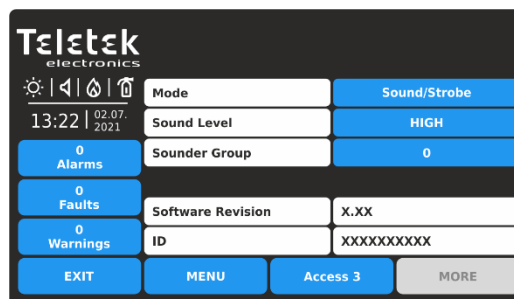 Teletek
electronics
13:22 | 02.07.
2021
Mode Sound/Strobe
Sound Level HIGH
Sounder Group 0
0
Alarms
0
Faults
0
Warnings
Software Revision X.XX
ID XXXXXXXXXX
EXIT MENU Access 3 MORE